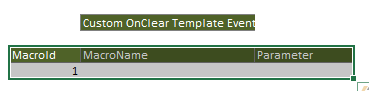 Custom OnClear Template Event
MacroId MacroName Parameter
1